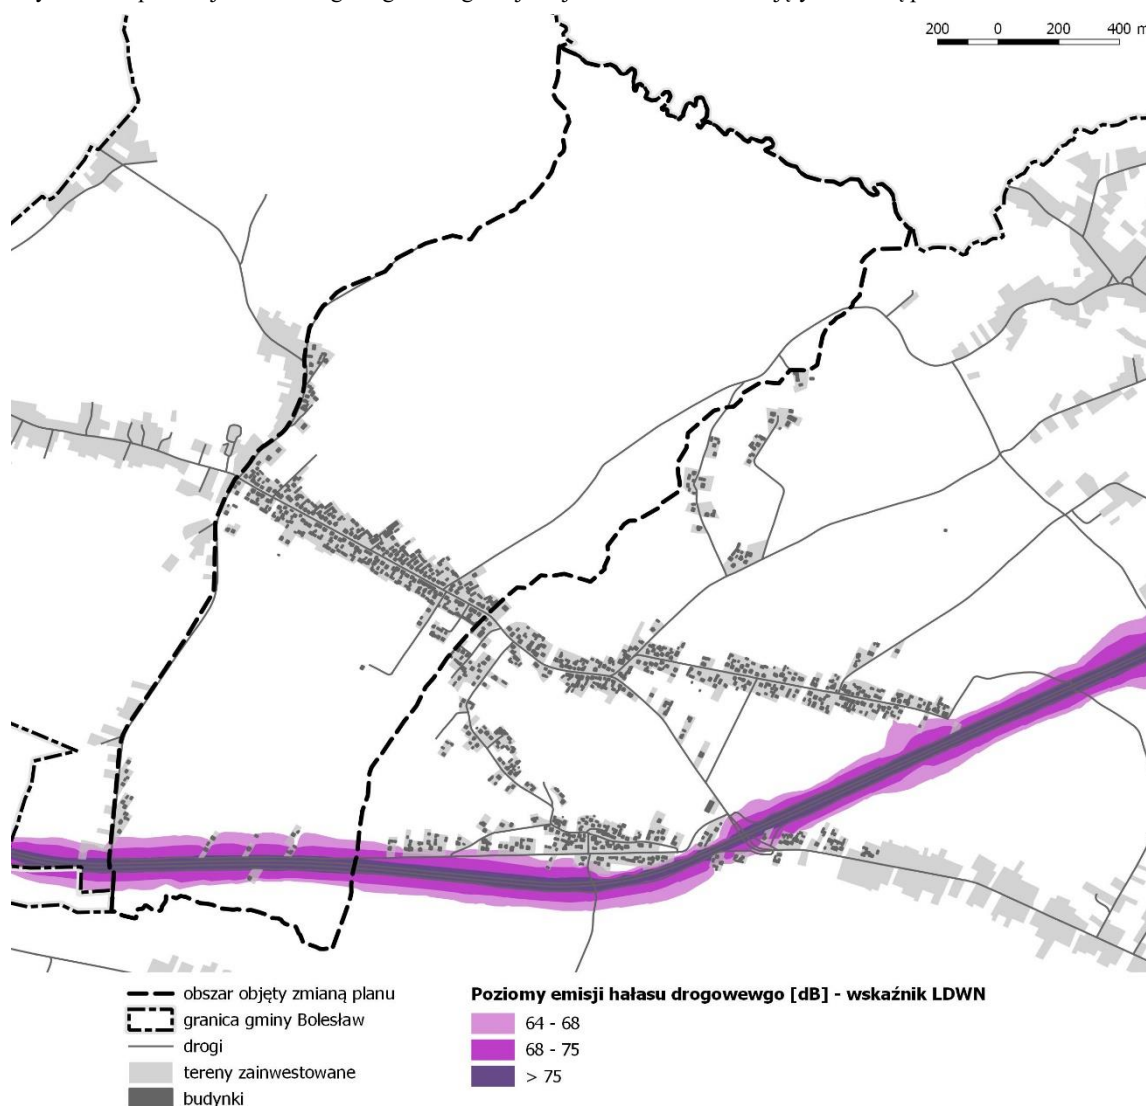 200 0 200 400 m
obszar objęty zmianą planu
granica gminy Bolesław
drogi
tereny zainwestowane
budynki
Poziomy emisji hałasu drogowewgo [dB] - wskaźnik LDWN
64 - 68
68 - 75
> 75